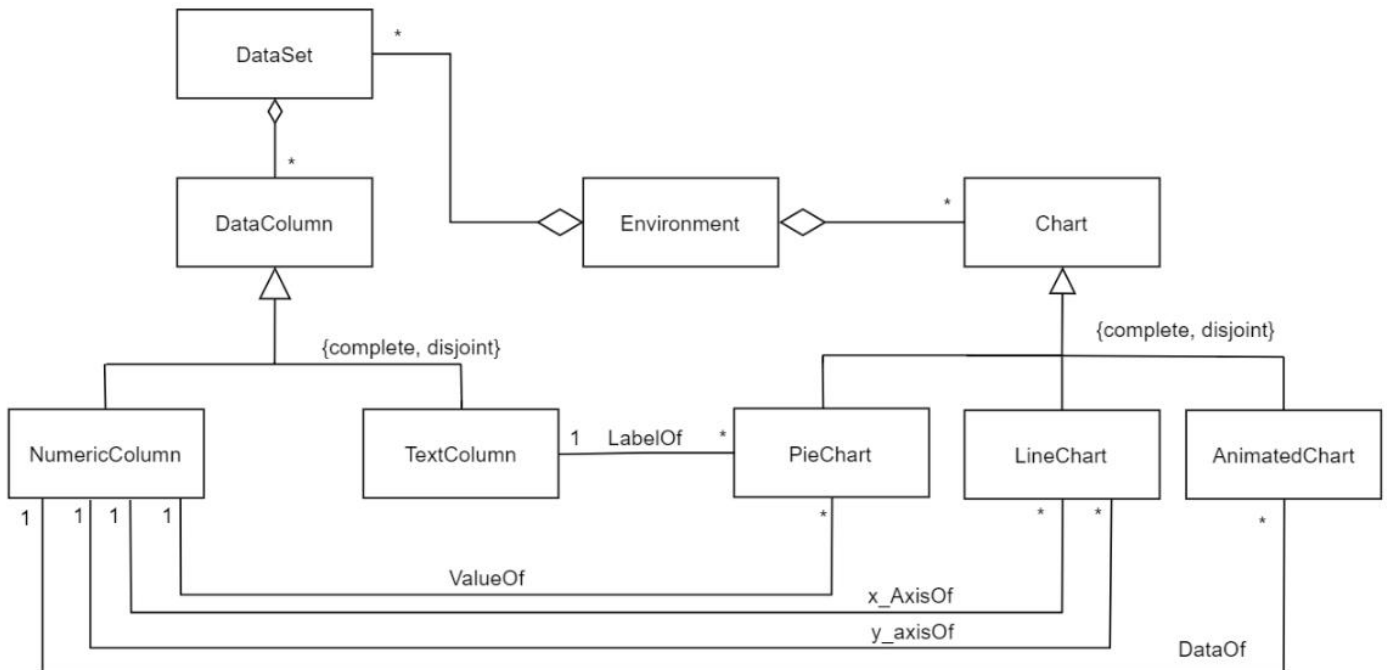 DataSet
*
*
DataColumn
Environment
*
Chart
{complete, disjoint}
{complete, disjoint}
NumericColumn
TextColumn
1 LabelOf *
PieChart
LineChart
AnimatedChart
1 1 1 1
*
* *
*
ValueOf
x_AxisOf
y_axisOf
DataOf